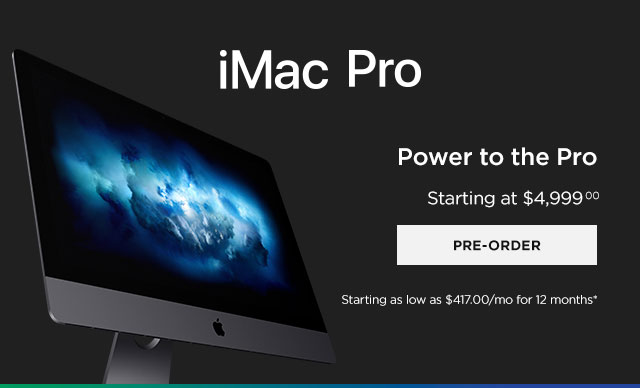 iMac Pro
Power to the Pro
Starting at $4,999 00
PRE-ORDER
Starting as low as $417.00/mo for 12 months*